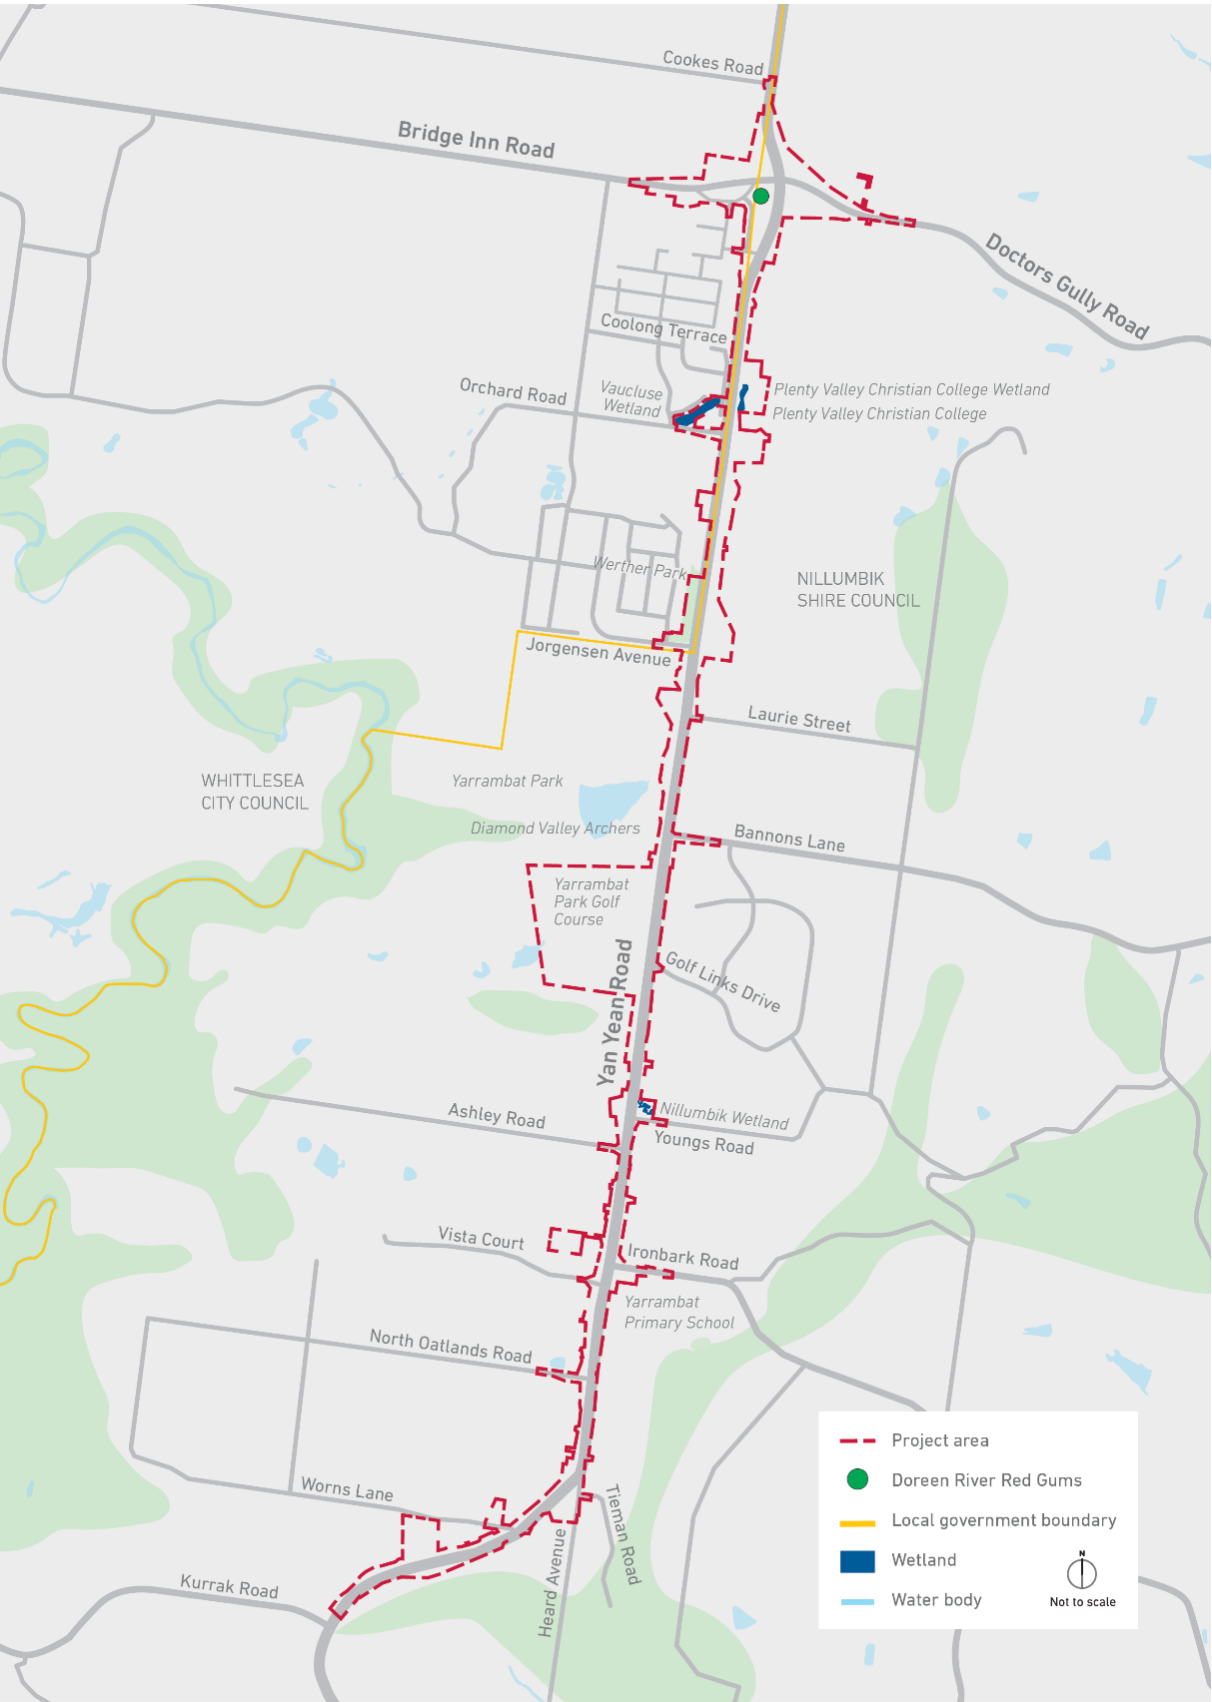 Cookes Road
Bridge Inn Road
Doctors Gully Road
Coolong Terrace
Orchard Road
Vaucluse
Wetland
Plenty Valley Christian College Wetland
Plenty Valley Christian College
Werther Park
NILLUMBIK
SHIRE COUNCIL
Jorgensen Avenue
Laurie Street
WHITTLESEA
CITY COUNCIL
Yarrambat Park
Diamond Valley Archers
Bannons Lane
Yarrambat
Park Golf
Course
Yan Yean Road
Golf Links Drive
Ashley Road
Nillumbik Wetland
Youngs Road
Vista Court
Ironbark Road
Yarrambat
Primary School
North Oatlands Road
Worns Lane
Tieman Road
Heard Avenue
Kurrak Road
Project area
Doreen River Red Gums
Local government boundary
Wetland
Water body
N
Not to scale